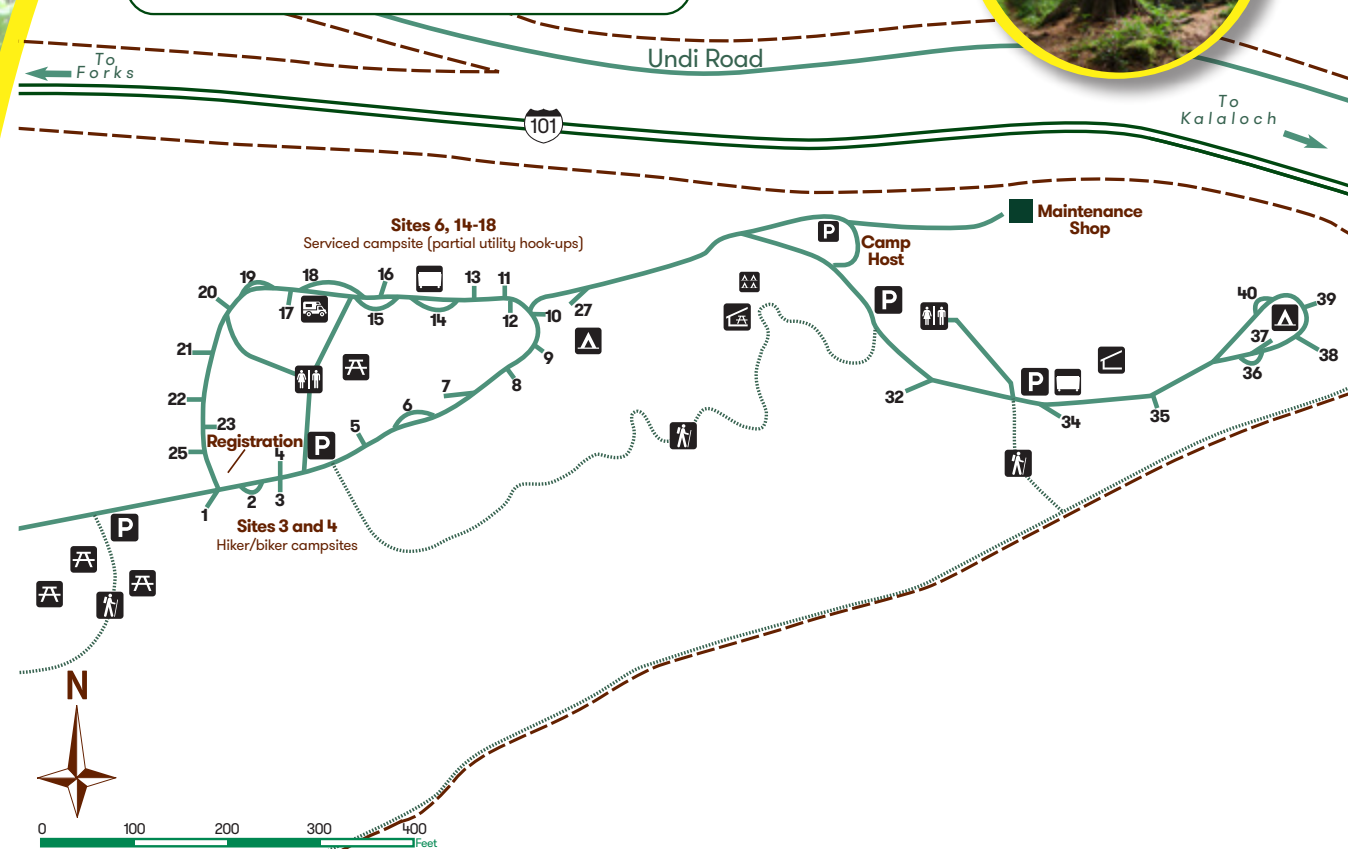 Undi Road
To
Forks
101
To
Kalaloch
Maintenance
Shop
Camp
Host
P
Sites 6, 14-18
Serviced campsite (partial utility hook-ups)
19
18
16
13
11
20
17
15
14
12
10
27
P
40
39
21
9
37
38
8
36
22
7
32
P
35
6
34
23
5
Registration
P
25
4
2
3
1
Sites 3 and 4
Hiker/biker campsites
P
N
0
100
200
300
400
Feet